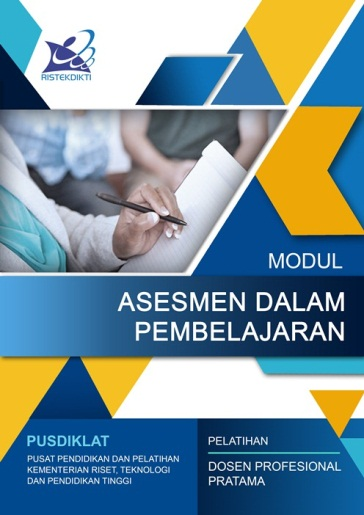 RISTEKDIKTI
MODUL
ASESMEN DALAM
PEMBELAJARAN
PUSDIKLAT
PUSAT PENDIDIKAN DAN PELATIHAN
KEMENTERIAN RISET, TEKNOLOGI
DAN PENDIDIKAN TINGGI
PELATIHAN
DOSEN PROFESIONAL
PRATAMA